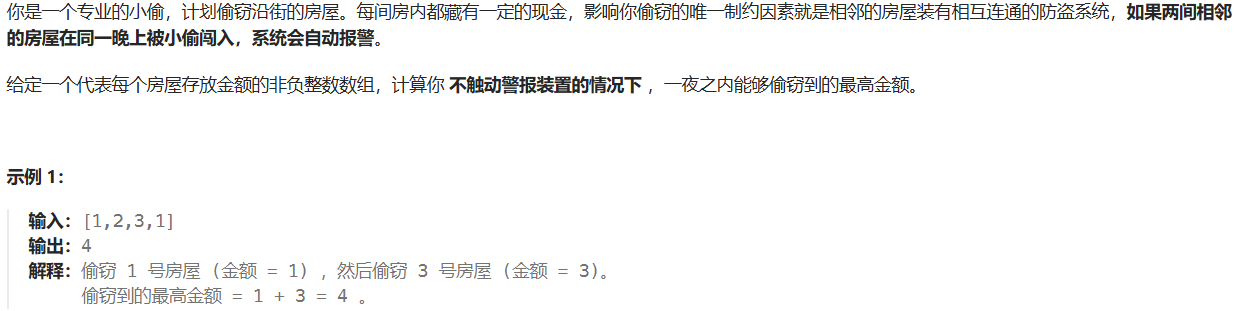 你是一个专业的小偷，计划偷窃沿街的房屋。每间房内都藏有一定的现金，影响你偷窃的唯一制约因素就是相邻的房屋装有相互连通的防盗系统，如果两间相邻
的房屋在同一晚上被小偷闯入，系统会自动报警。
给定一个代表每个房屋存放金额的非负整数数组，计算你 不触动警报装置的情况下 ，一夜之内能够偷窃到的最高金额。
示例 1：
输入：[1,2,3,1]
输出：4
解释：偷窃 1 号房屋 (金额 = 1) ，然后偷窃 3 号房屋 (金额 = 3)。
偷窃到的最高金额 = 1 + 3 = 4 。